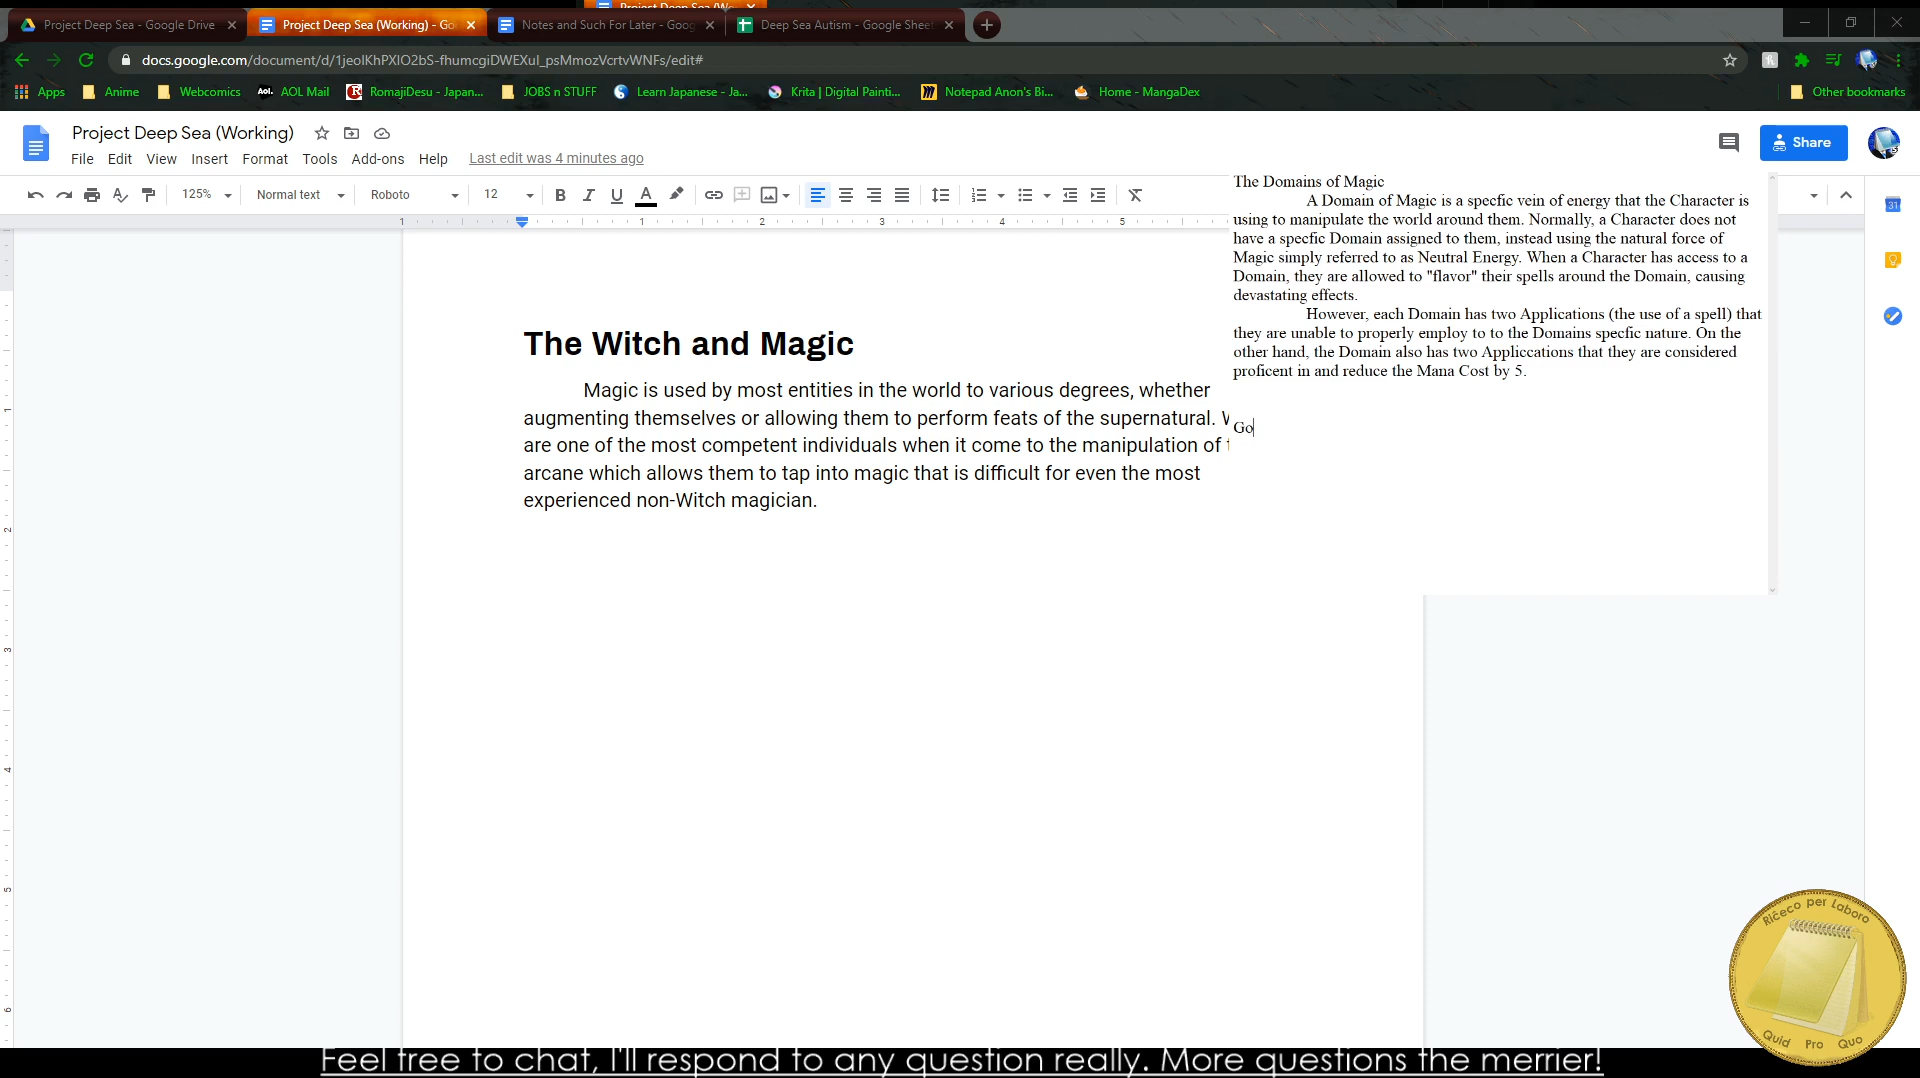 Project Deep Sea (Wo
Project Deep Sea - Google Drive
Project Deep Sea (Working) - Go
Notes and Such For Later - Goog
Deep Sea Autism - Google Sheet
docs.google.com/document/d/1jeolKhPXlO2bS-fhumcgiDWEXul_psMmozVcrtvWNFs/edit#
Apps Anime Webcomics AOL Mail RomajiDesu - Japan... JOBS n STUFF Learn Japanese - Ja... Krita | Digital Painti... Notepad Anon's Bi... Home - MangaDex Other bookmarks
Project Deep Sea (Working)
File Edit View Insert Format Tools Add-ons Help Last edit was 4 minutes ago
Share
125% Normal text Roboto 12
The Witch and Magic
Magic is used by most entities in the world to various degrees, whether
augmenting themselves or allowing them to perform feats of the supernatural.
are one of the most competent individuals when it come to the manipulation of
arcane which allows them to tap into magic that is difficult for even the most
experienced non-Witch magician.
The Domains of Magic
A Domain of Magic is a specfic vein of energy that the Character is
using to manipulate the world around them. Normally, a Character does not
have a specfic Domain assigned to them, instead using the natural force of
Magic simply referred to as Neutral Energy. When a Character has access to a
Domain, they are allowed to "flavor" their spells around the Domain, causing
devastating effects.
However, each Domain has two Applications (the use of a spell) that
they are unable to properly employ to to the Domains specfic nature. On the
other hand, the Domain also has two Appliccations that they are considered
proficent in and reduce the Mana Cost by 5.
Go
Riĉeco per Laboro
Quid Pro Quo
Feel free to chat, I'll respond to any question really. More questions the merrier!